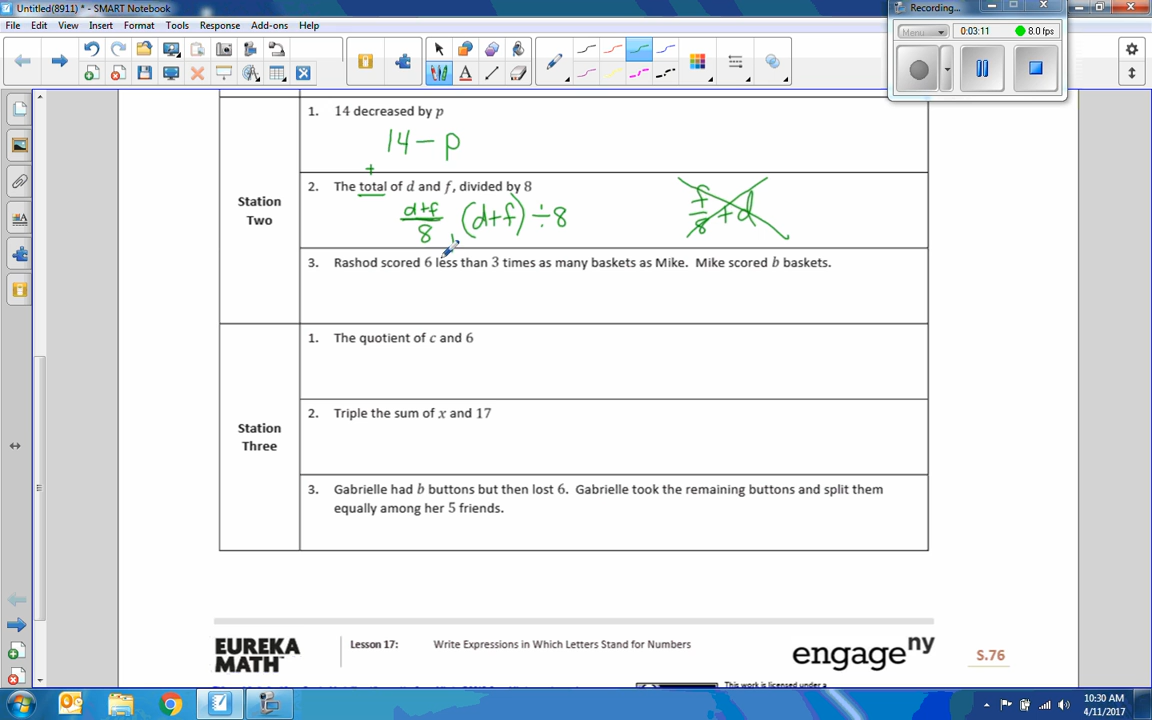 Untitled(8911) * - SMART Notebook
Recording...
File Edit View Insert Format Tools Response Add-ons Help
Menu 0:03:11 8.0 fps
1. 14 decreased by p
14 - p
+
Station Two
2. The total of d and f, divided by 8
d+f/8, (d+f) ÷ 8
f/8 + d
3. Rashod scored 6 less than 3 times as many baskets as Mike. Mike scored b baskets.
Station Three
1. The quotient of c and 6
2. Triple the sum of x and 17
3. Gabrielle had b buttons but then lost 6. Gabrielle took the remaining buttons and split them
equally among her 5 friends.
EUREKA
MATH™
Lesson 17: Write Expressions in Which Letters Stand for Numbers
engage ny
S.76
This work is licensed under a
10:30 AM
4/11/2017